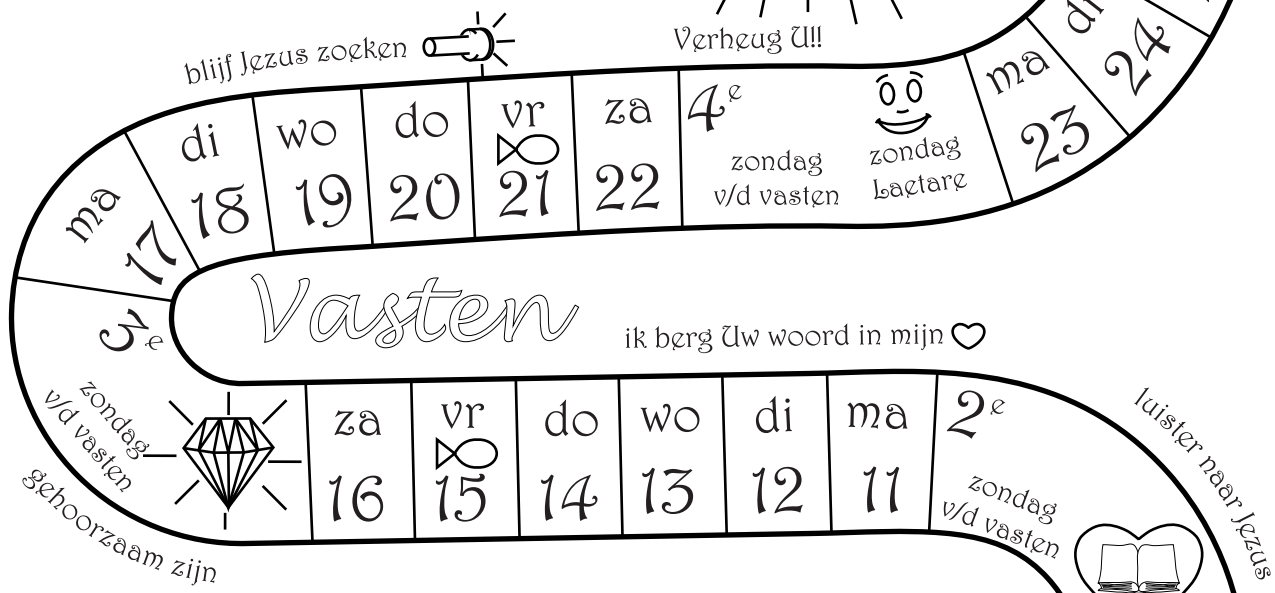 blijf Jezus zoeken
Verheug U!!
ma
17
di
18
wo
19
do
20
vr
21
za
22
4e
zondag
v/d vasten
zondag
Laetare
ma
23
di
24
Vasten
ik berg Uw woord in mijn
3e
zondag
v/d vasten
gehoorzaam zijn
za
16
vr
15
do
14
wo
13
di
12
ma
11
2e
zondag
v/d vasten
luister naar Jezus